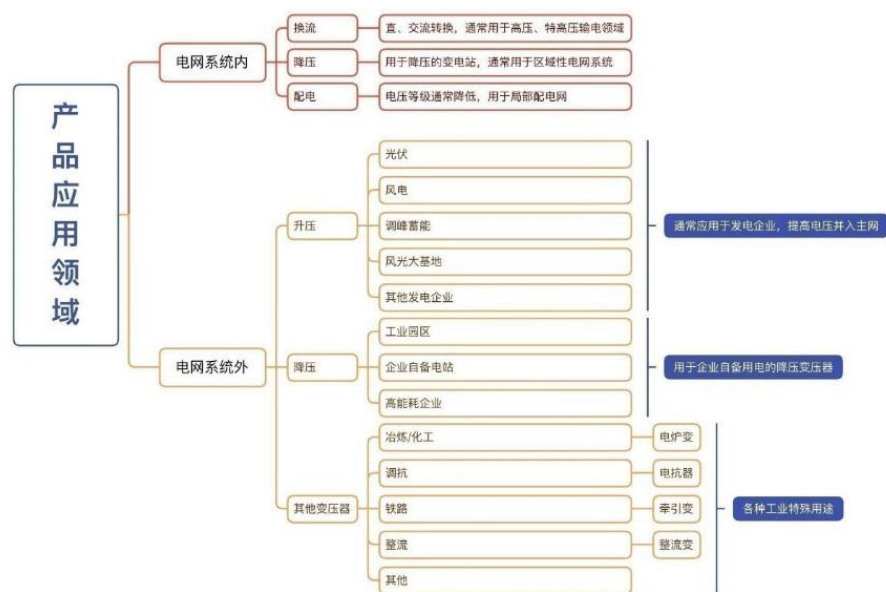 产品应用领域
电网系统内
换流
直、交流转换，通常用于高压、特高压输电领域
降压
用于降压的变电站，通常用于区域性电网系统
配电
电压等级通常降低，用于局部配电网
电网系统外
升压
光伏
风电
调峰蓄能
风光大基地
其他发电企业
通常应用于发电企业，提高电压并入主网
降压
工业园区
企业自备电站
高能耗企业
用于企业自备用电的降压变压器
其他变压器
冶炼/化工
电炉变
调抗
电抗器
铁路
牵引变
整流
整流变
其他
各种工业特殊用途